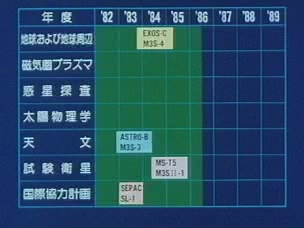 年度 '82 '83 '84 '85 '86 '87 '88 '89
地球および地球周辺
EXOS-C
M3S-4
磁気圏プラズマ
惑星探査
太陽物理学
天文
ASTRO-B
M3S-3
試験衛星
MS-T5
M3SII-1
国際協力計画
SEPAC
SL-1